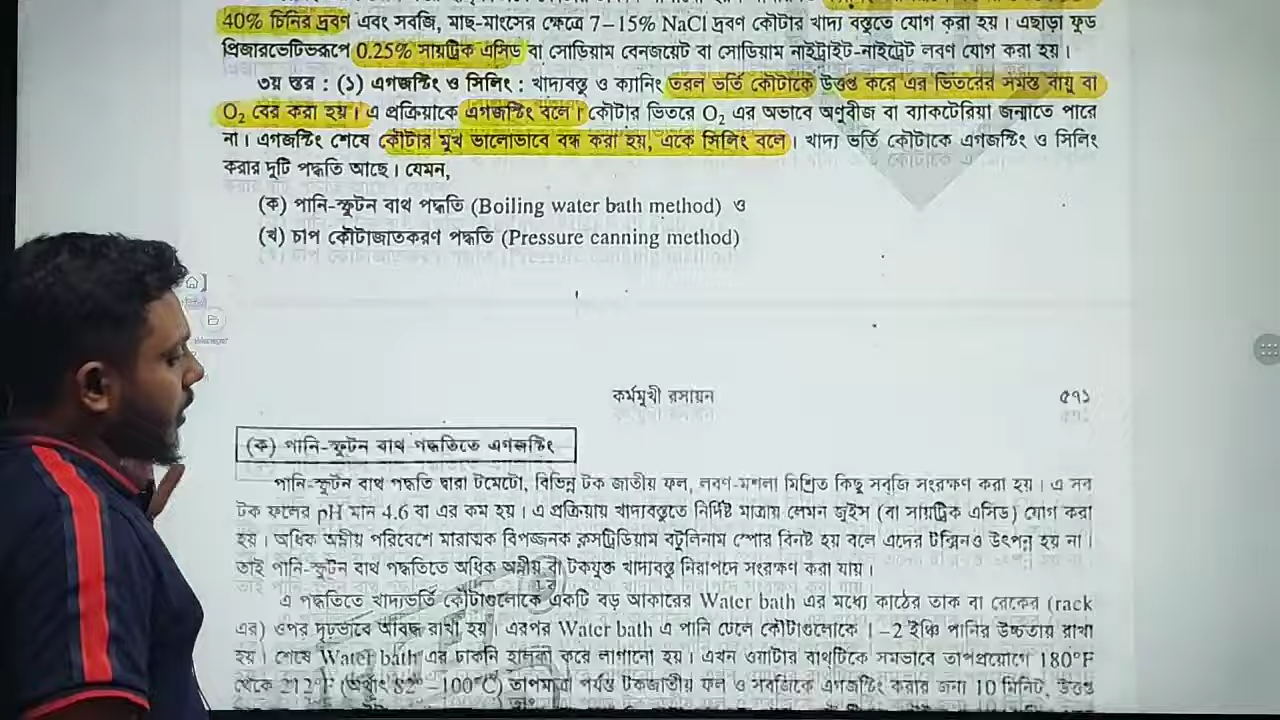 40% চিনির দ্রবণ এবং সবজি, মাছ-মাংসের ক্ষেত্রে 7–15% NaCl দ্রবণ কৌটার খাদ্য বস্তুতে যোগ করা হয়। এছাড়া ফুড
প্রিজারভেটিভরূপে 0.25% সায়ট্রিক এসিড বা সোডিয়াম বেনজয়েট বা সোডিয়াম নাইট্রাইট-নাইট্রেট লবণ যোগ করা হয়।
৩য় স্তর : (১) এগজস্টিং ও সিলিং : খাদ্যবস্তু ও ক্যানিং তরল ভর্তি কৌটাকে উত্তপ্ত করে এর ভিতরের সমস্ত বায়ু বা
O₂ বের করা হয়। এ প্রক্রিয়াকে এগজস্টিং বলে। কৌটার ভিতরে O₂ এর অভাবে অণুবীজ বা ব্যাকটেরিয়া জন্মাতে পারে
না। এগজস্টিং শেষে কৌটার মুখ ভালোভাবে বন্ধ করা হয়, একে সিলিং বলে। খাদ্য ভর্তি কৌটাকে এগজস্টিং ও সিলিং
করার দুটি পদ্ধতি আছে। যেমন,
(ক) পানি-স্ফুটন বাথ পদ্ধতি (Boiling water bath method) ও
(খ) চাপ কৌটাজাতকরণ পদ্ধতি (Pressure canning method)
কর্মমুখী রসায়ন ৫৭১
(ক) পানি-স্ফুটন বাথ পদ্ধতিতে এগজস্টিং
পানি-স্ফুটন বাথ পদ্ধতি দ্বারা টমেটো, বিভিন্ন টক জাতীয় ফল, লবণ-মশলা মিশ্রিত কিছু সবজি সংরক্ষণ করা হয়। এ সব
টক ফলের pH মান 4.6 বা এর কম হয়। এ প্রক্রিয়ায় খাদ্যবস্তুতে নির্দিষ্ট মাত্রায় লেমন জুইস (বা সায়ট্রিক এসিড) যোগ করা
হয়। অধিক অম্লীয় পরিবেশে মারাত্মক বিপজ্জনক ক্লসট্রিডিয়াম বটুলিনাম স্পোর বিনষ্ট হয় বলে এদের টক্সিনও উৎপন্ন হয় না।
তাই পানি-স্ফুটন বাথ পদ্ধতিতে অধিক অম্লীয় বা টকযুক্ত খাদ্যবস্তু নিরাপদে সংরক্ষণ করা যায়।
এ পদ্ধতিতে খাদ্যভর্তি কৌটাগুলোকে একটি বড় আকারের Water bath এর মধ্যে কাঠের তাক বা রেকের (rack
এর) ওপর দৃঢ়ভাবে আবদ্ধ রাখা হয়। এরপর Water bath এ পানি ঢেলে কৌটাগুলোকে 1–2 ইঞ্চি পানির উচ্চতায় রাখা
হয়। শেষে Water bath এর ঢাকনি হালকা করে লাগানো হয়। এখন ওয়াটার বাথটিকে সমভাবে তাপপ্রয়োগে 180°F
থেকে 212°F (অর্থাৎ 82°–100°C) তাপমাত্রা পর্যন্ত টকজাতীয় ফল ও সবজিকে এগজস্টিং করার জন্য 10 মিনিট, উত্তপ্ত